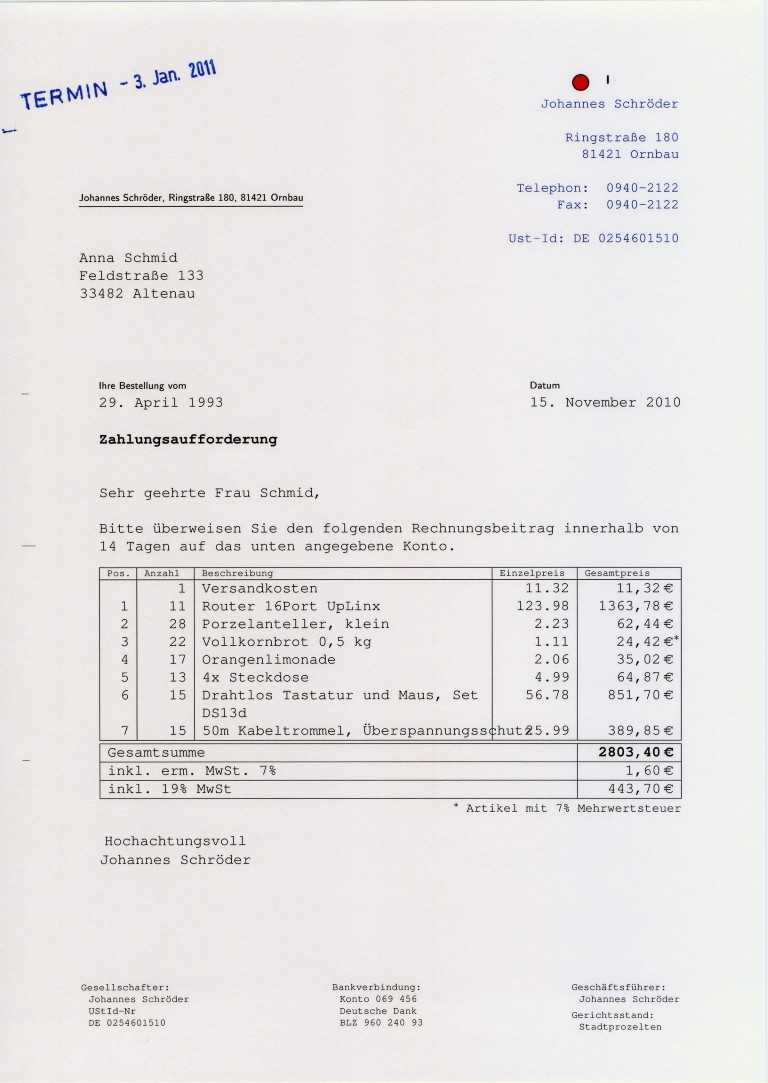 TERMIN - 3. Jan. 2011
Johannes Schröder
Ringstraße 180
81421 Ornbau
Telephon: 0940-2122
Fax: 0940-2122
Ust-Id: DE 0254601510
Johannes Schröder, Ringstraße 180, 81421 Ornbau
Anna Schmid
Feldstraße 133
33482 Altenau
Ihre Bestellung vom Datum
29. April 1993 15. November 2010
Zahlungsaufforderung
Sehr geehrte Frau Schmid,
Bitte überweisen Sie den folgenden Rechnungsbeitrag innerhalb von
14 Tagen auf das unten angegebene Konto.
Pos. Anzahl Beschreibung Einzelpreis Gesamtpreis
1 Versandkosten 11.32 11,32€
1 11 Router 16Port UpLinx 123.98 1363,78€
2 28 Porzelanteller, klein 2.23 62,44€
3 22 Vollkornbrot 0,5 kg 1.11 24,42€*
4 17 Orangenlimonade 2.06 35,02€
5 13 4x Steckdose 4.99 64,87€
6 15 Drahtlos Tastatur und Maus, Set 56.78 851,70€
DS13d
7 15 50m Kabeltrommel, Überspannungsschutz 25.99 389,85€
Gesamtsumme 2803,40€
inkl. erm. MwSt. 7% 1,60€
inkl. 19% MwSt 443,70€
* Artikel mit 7% Mehrwertsteuer
Hochachtungsvoll
Johannes Schröder
Gesellschafter:
Johannes Schröder
UStId-Nr
DE 0254601510
Bankverbindung:
Konto 069 456
Deutsche Dank
BLZ 960 240 93
Geschäftsführer:
Johannes Schröder
Gerichtsstand:
Stadtprozelten